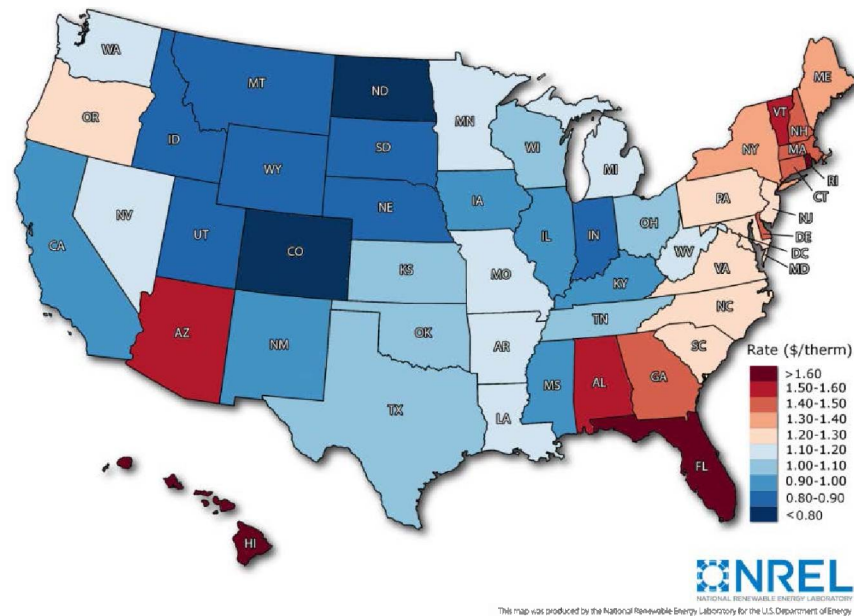 WA
MT
ND
MN
ME
VT
NH
OR
ID
SD
WI
NY
MA
WY
MI
RI
CT
NE
IA
PA
NJ
NV
OH
DE
CA
UT
CO
IL
IN
WV
DC
MD
KS
MO
KY
VA
AZ
NM
OK
AR
TN
NC
SC
TX
LA
MS
AL
GA
FL
HI
Rate ($/therm)
>1.60
1.50-1.60
1.40-1.50
1.30-1.40
1.20-1.30
1.10-1.20
1.00-1.10
0.90-1.00
0.80-0.90
<0.80
NREL
NATIONAL RENEWABLE ENERGY LABORATORY
This map was produced by the National Renewable Energy Laboratory for the U.S. Department of Energy